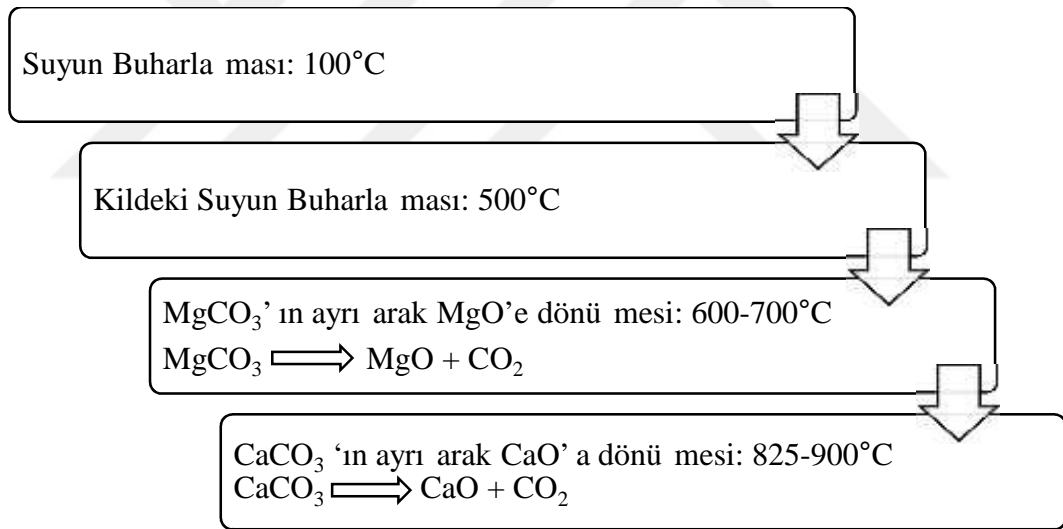 Suyun Buharla ması: 100°C
Kildeki Suyun Buharla ması: 500°C
MgCO₃’ ın ayrı arak MgO’e dönü mesi: 600-700°C
MgCO₃ ⟹ MgO + CO₂
CaCO₃ ‘ın ayrı arak CaO’ a dönü mesi: 825-900°C
CaCO₃ ⟹ CaO + CO₂